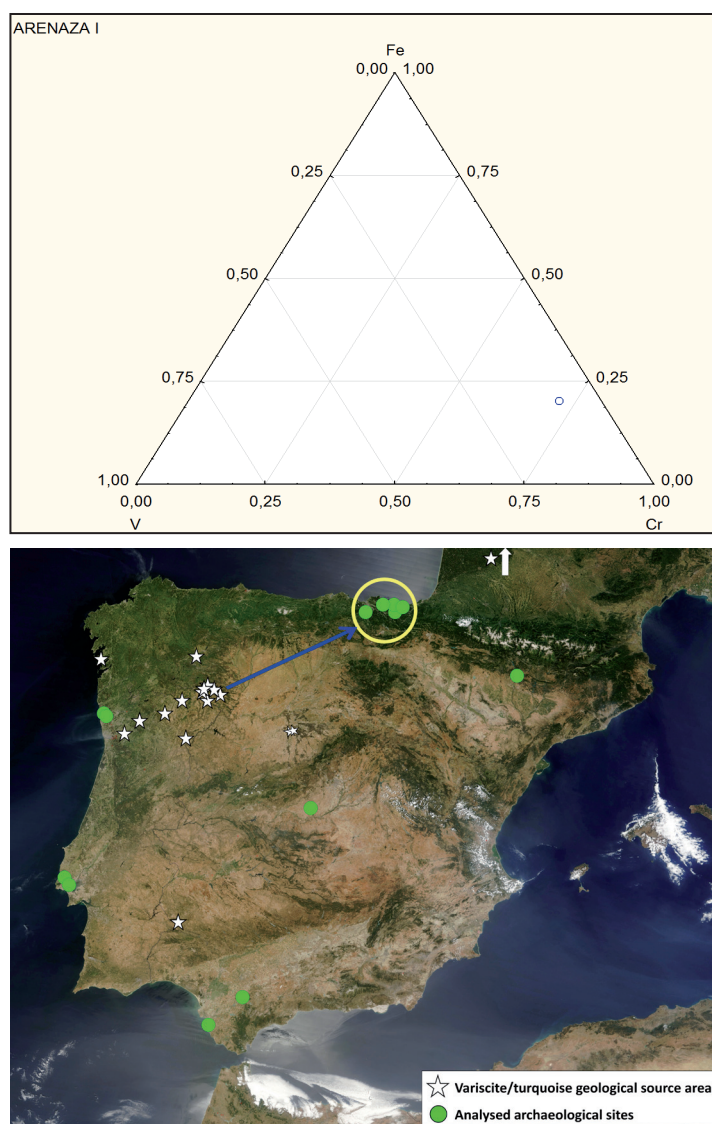 ARENAZA I
Fe
0,00 1,00
0,25 0,75
0,50 0,50
0,75 0,25
1,00 0,00
0,00 0,25 0,50 0,75 1,00
V Cr
Variscite/turquoise geological source area
Analysed archaeological sites